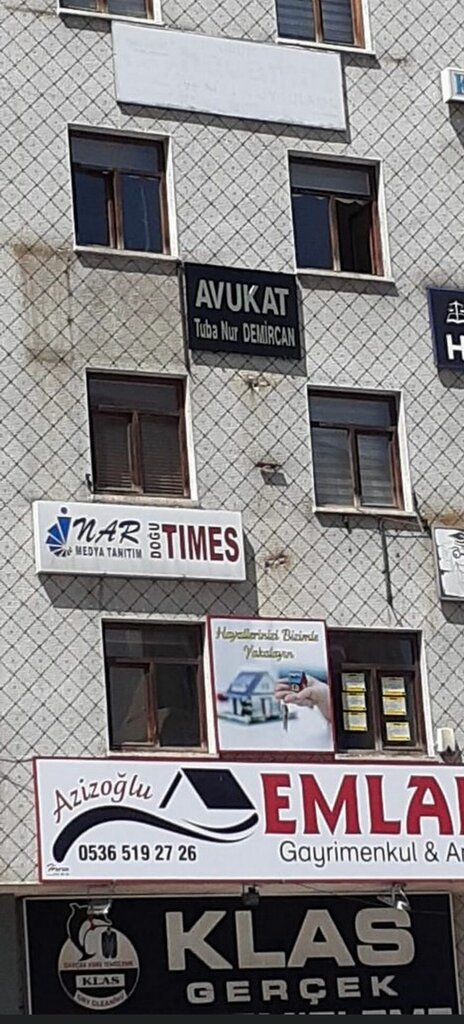 AVUKAT
Tuba Nur DEMİRCAN
H
İNAR
MEDYA TANITIM
DOĞU
TIMES
Hayallerinizi Bizimle
Yakalayın
Azizoğlu
EMLA
0536 519 27 26
Gayrimenkul & A
KLAS
KLAS
GERÇEK